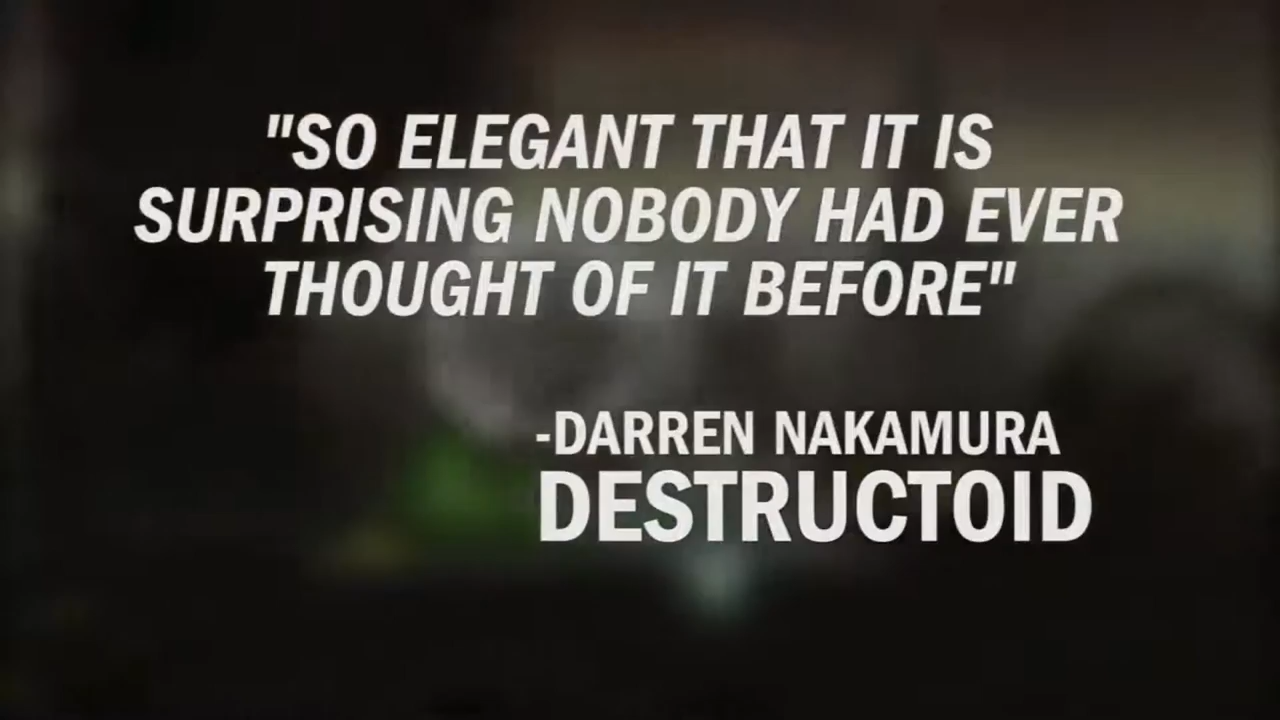 "SO ELEGANT THAT IT IS
SURPRISING NOBODY HAD EVER
THOUGHT OF IT BEFORE"
-DARREN NAKAMURA
DESTRUCTOID